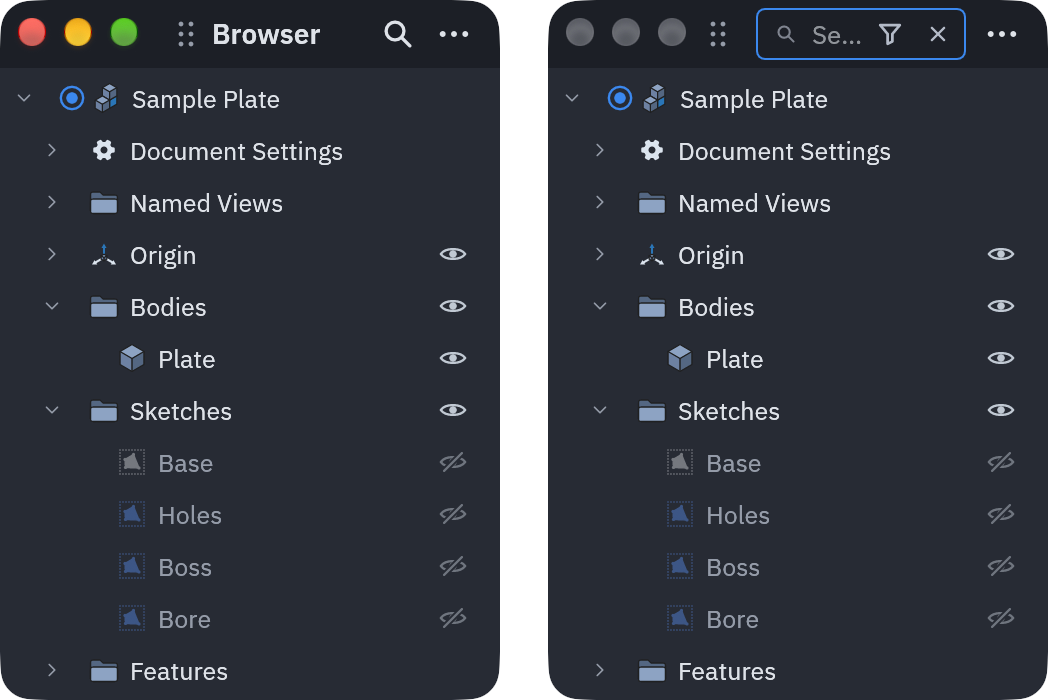 Browser
Sample Plate
Document Settings
Named Views
Origin
Bodies
Plate
Sketches
Base
Holes
Boss
Bore
Features
Se...
Sample Plate
Document Settings
Named Views
Origin
Bodies
Plate
Sketches
Base
Holes
Boss
Bore
Features